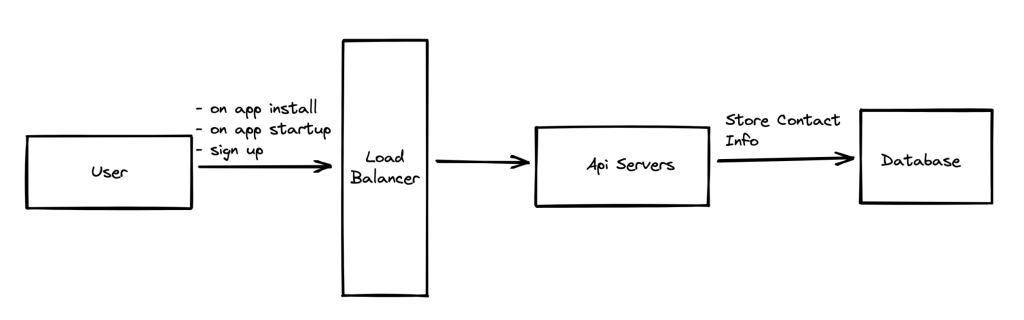 - on app install
- on app startup
- sign up
User
Load
Balancer
Api Servers
Store Contact
Info
Database